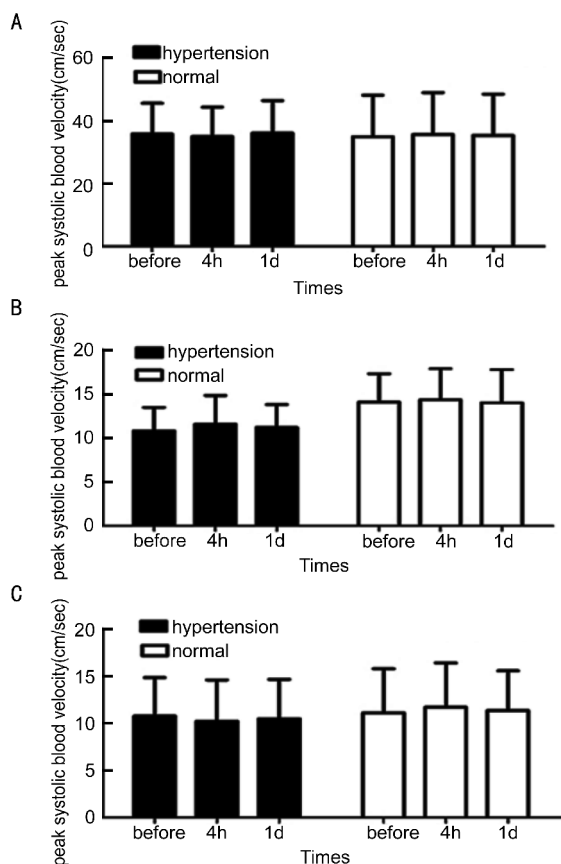 A
peak systolic blood velocity(cm/sec)
hypertension
normal
60
40
20
0
before 4h 1d before 4h 1d
Times
B
peak systolic blood velocity(cm/sec)
hypertension
normal
20
15
10
5
0
before 4h 1d before 4h 1d
Times
C
peak systolic blood velocity(cm/sec)
hypertension
normal
20
15
10
5
0
before 4h 1d before 4h 1d
Times